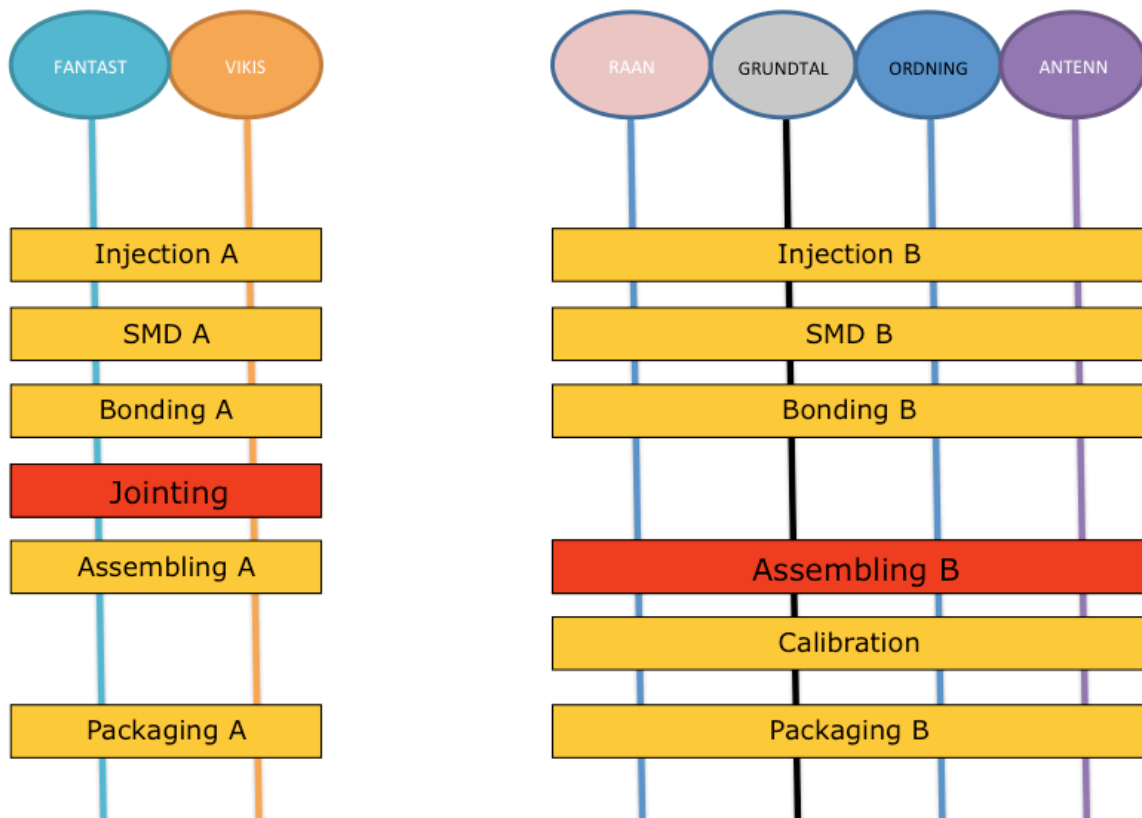 FANTAST VIKIS RAAN GRUNDTAL ORDNING ANTENN
Injection A Injection B
SMD A SMD B
Bonding A Bonding B
Jointing
Assembling A Assembling B
Calibration
Packaging A Packaging B